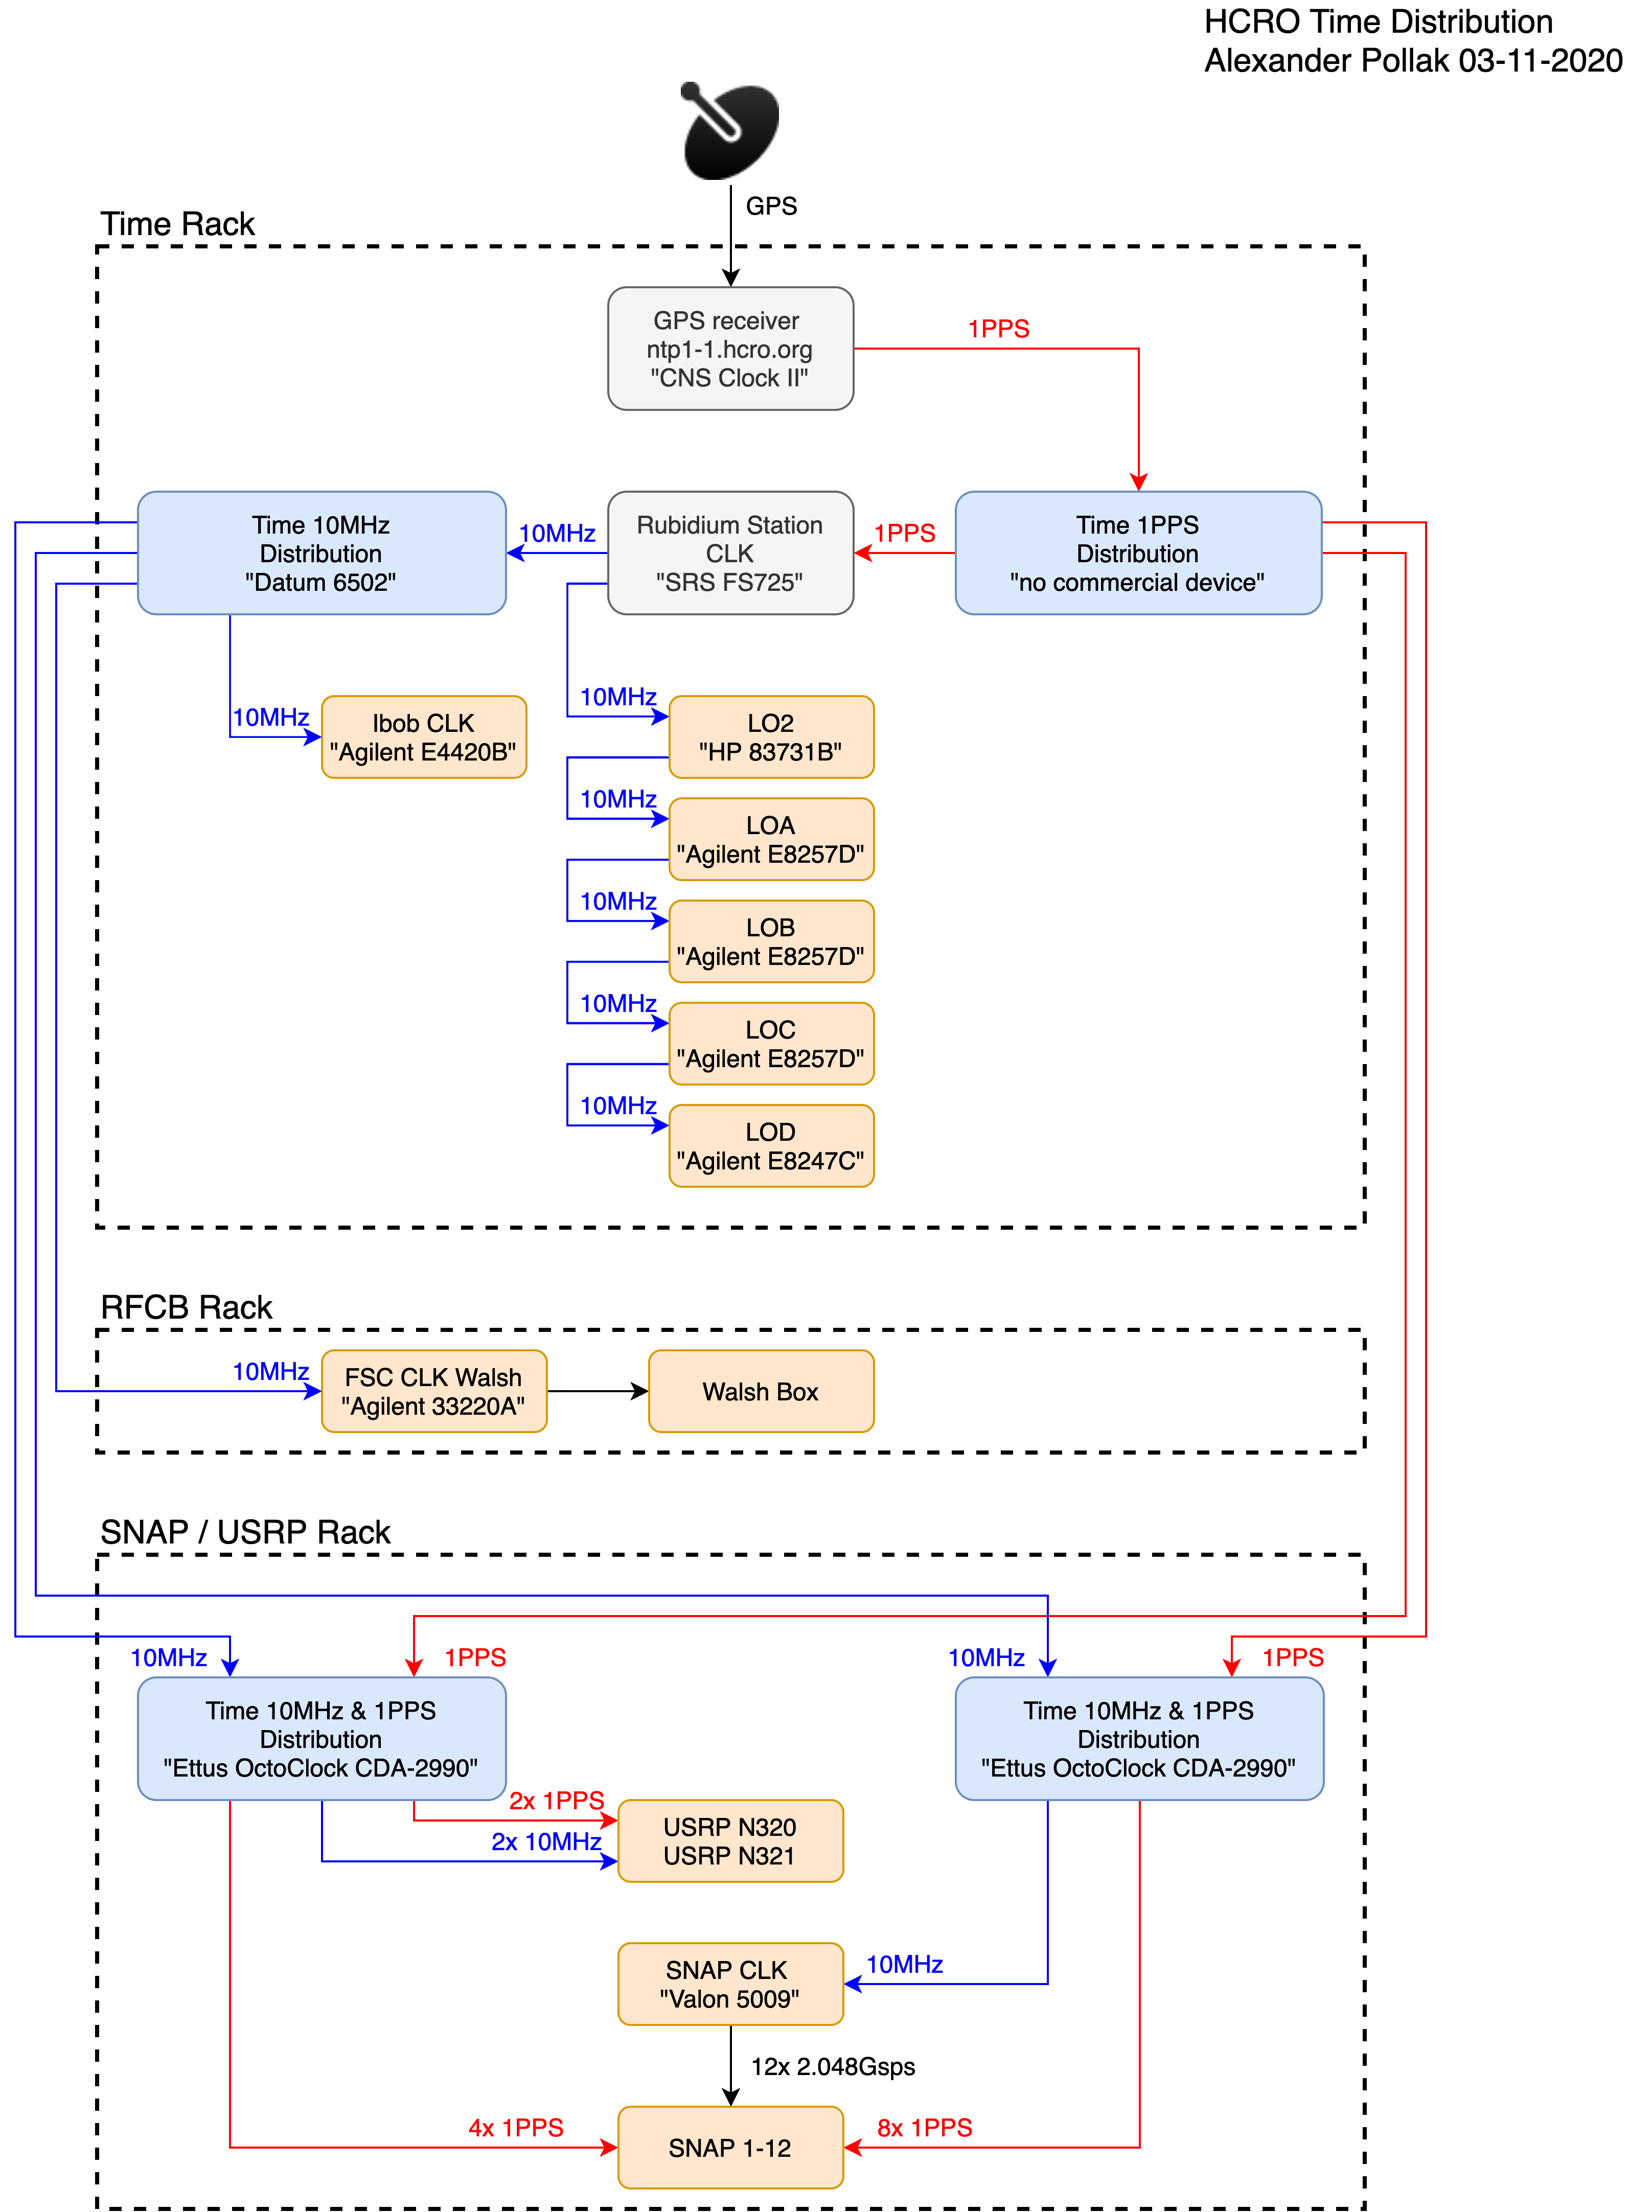 HCRO Time Distribution
Alexander Pollak 03-11-2020
GPS
Time Rack
GPS receiver
ntp1-1.hcro.org
"CNS Clock II"
1PPS
Time 10MHz
Distribution
"Datum 6502"
10MHz
Rubidium Station
CLK
"SRS FS725"
1PPS
Time 1PPS
Distribution
"no commercial device"
10MHz
Ibob CLK
"Agilent E4420B"
10MHz
LO2
"HP 83731B"
10MHz
LOA
"Agilent E8257D"
10MHz
LOB
"Agilent E8257D"
10MHz
LOC
"Agilent E8257D"
10MHz
LOD
"Agilent E8247C"
RFCB Rack
10MHz
FSC CLK Walsh
"Agilent 33220A"
Walsh Box
SNAP / USRP Rack
10MHz
1PPS
10MHz
1PPS
Time 10MHz & 1PPS
Distribution
"Ettus OctoClock CDA-2990"
Time 10MHz & 1PPS
Distribution
"Ettus OctoClock CDA-2990"
2x 1PPS
2x 10MHz
USRP N320
USRP N321
SNAP CLK
"Valon 5009"
10MHz
12x 2.048Gsps
4x 1PPS
SNAP 1-12
8x 1PPS